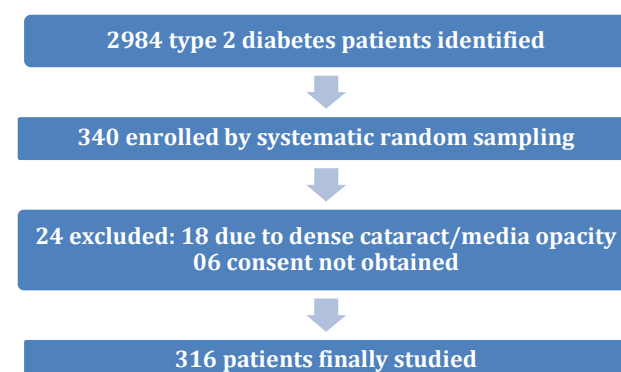 2984 type 2 diabetes patients identified
340 enrolled by systematic random sampling
24 excluded: 18 due to dense cataract/media opacity
06 consent not obtained
316 patients finally studied